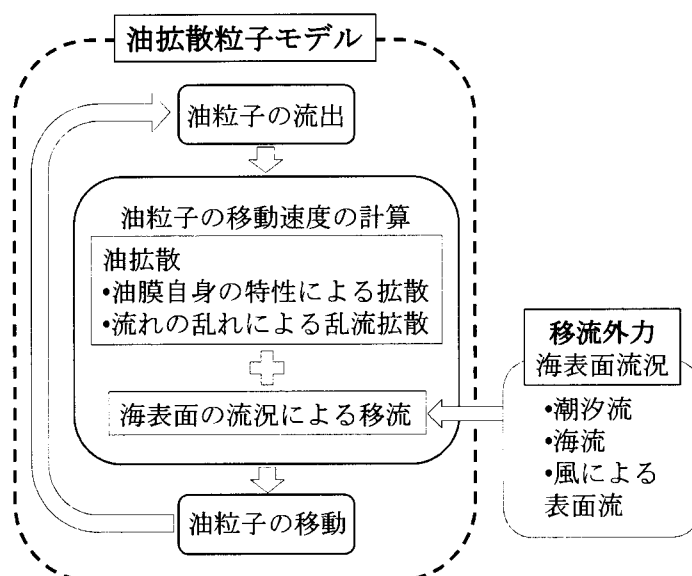 油拡散粒子モデル
油粒子の流出
油粒子の移動速度の計算
油拡散
•油膜自身の特性による拡散
•流れの乱れによる乱流拡散
海表面の流況による移流
油粒子の移動
移流外力
海表面流況
•潮汐流
•海流
•風による
表面流